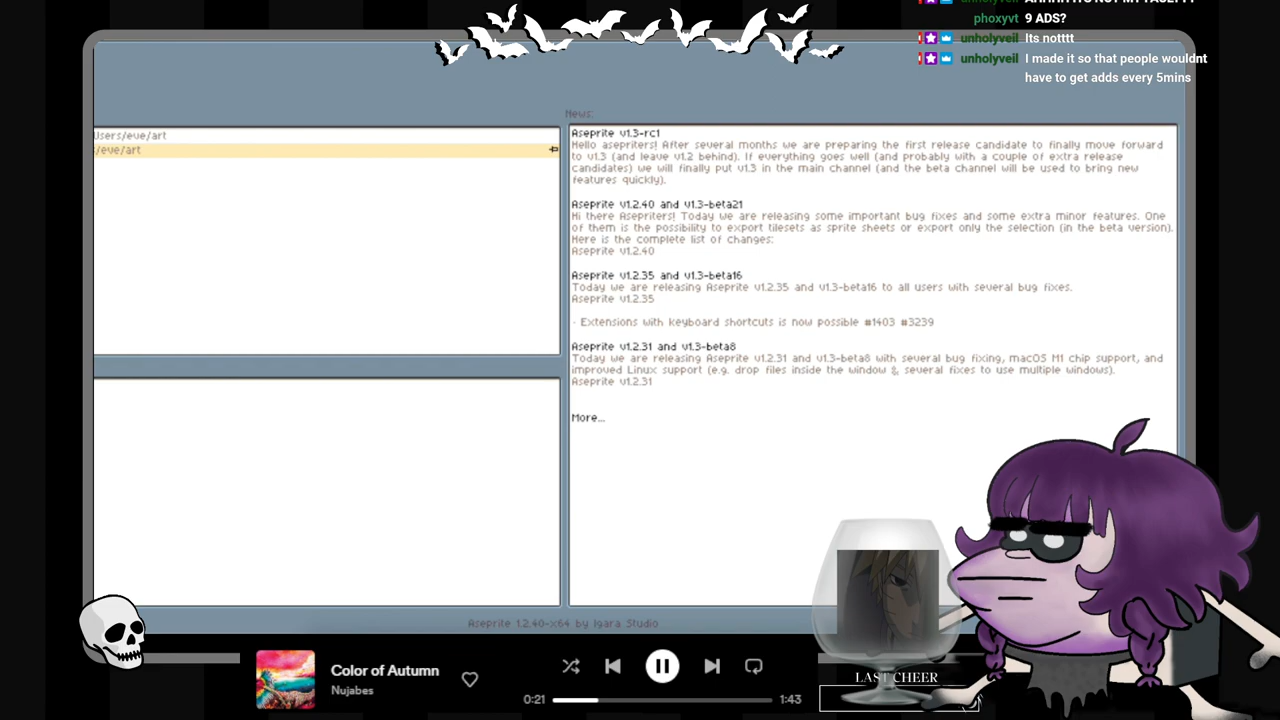 phoxyvt 9 ADS?
unholyveil Its notttt
unholyveil I made it so that people wouldnt
have to get adds every 5mins
News:
Users/eve/art
/eve/art
Aseprite v1.3-rc1
Hello asepriters! After several months we are preparing the first release candidate to finally move forward
to v1.3 (and leave v1.2 behind). If everything goes well (and probably with a couple of extra release
candidates) we will finally put v1.3 in the main channel (and the beta channel will be used to bring new
features quickly).
Aseprite v1.2.40 and v1.3-beta21
Hi there Asepriters! Today we are releasing some important bug fixes and some extra minor features. One
of them is the possibility to export tilesets as sprite sheets or export only the selection (in the beta version).
Here is the complete list of changes:
Aseprite v1.2.40
Aseprite v1.2.35 and v1.3-beta16
Today we are releasing Aseprite v1.2.35 and v1.3-beta16 to all users with several bug fixes.
Aseprite v1.2.35
· Extensions with keyboard shortcuts is now possible #1403 #3239
Aseprite v1.2.31 and v1.3-beta8
Today we are releasing Aseprite v1.2.31 and v1.3-beta8 with several bug fixing, macOS M1 chip support, and
improved Linux support (e.g. drop files inside the window & several fixes to use multiple windows).
Aseprite v1.2.31
More...
Aseprite 1.2.40-x64 by Igara Studio
Color of Autumn
Nujabes
0:21
1:43
LAST CHEER